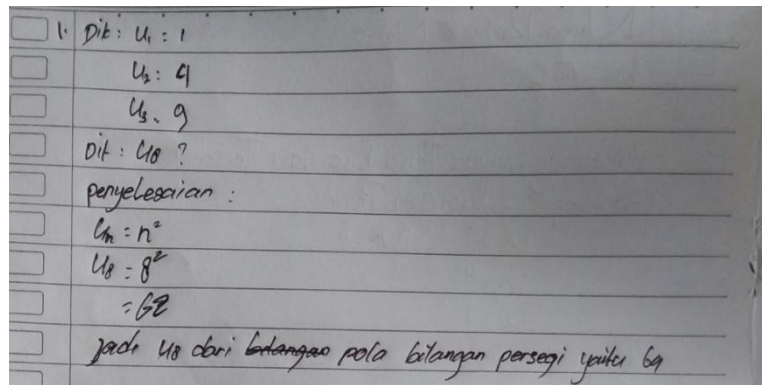 1. Dik : U₁ : 1
U₂ : 4
U₃ . 9
Dit : U8 ?
penyelesaian :
Un = n²
U8 = 8²
= 64
jadi U8 dari bilangan pola bilangan persegi yaitu 64